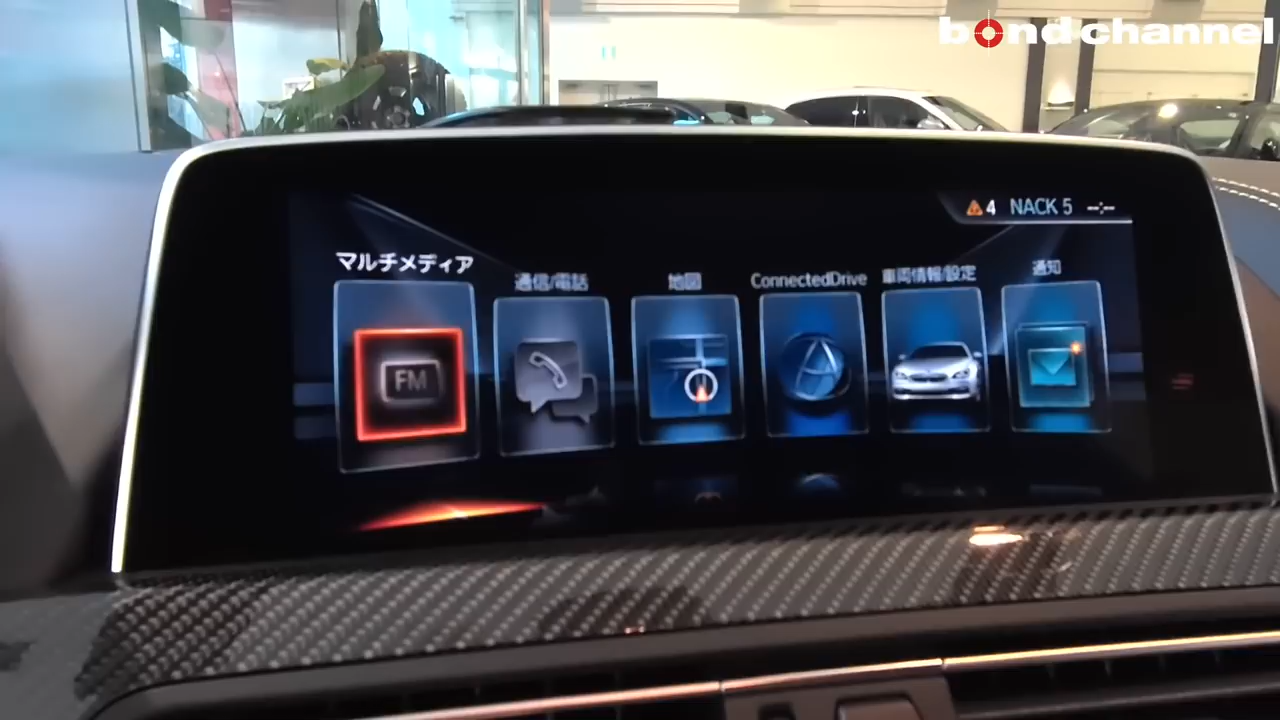 bond channel
4 NACK 5 --:--
マルチメディア
通信/電話
地図
ConnectedDrive
車両情報/設定
通知
FM